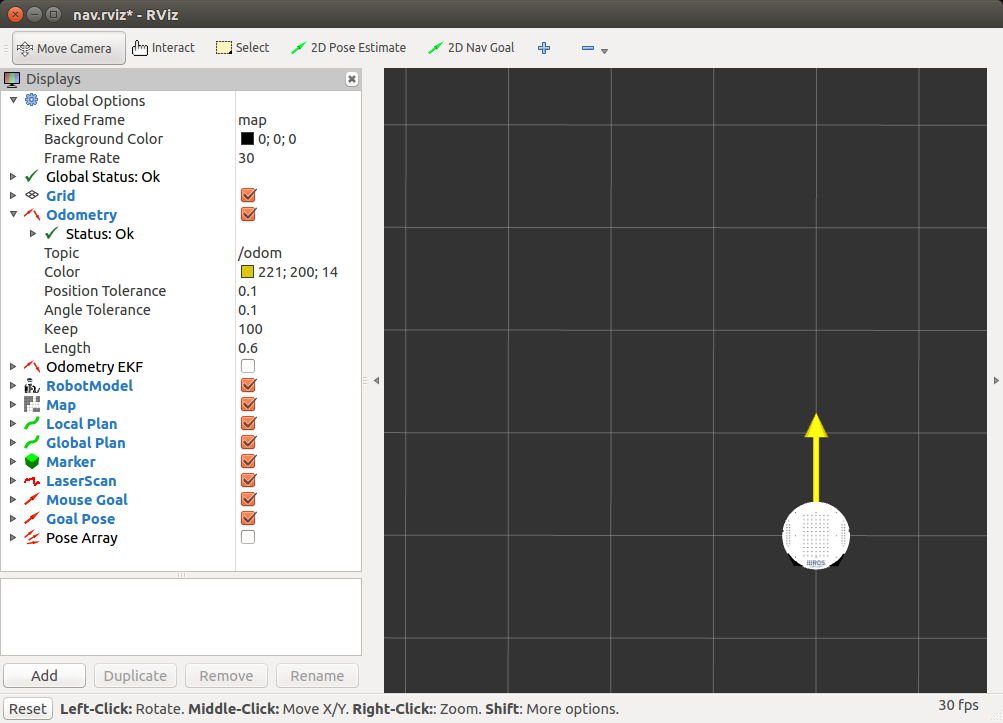 nav.rviz* - RViz
Move Camera Interact Select 2D Pose Estimate 2D Nav Goal
Displays
Global Options
Fixed Frame map
Background Color 0; 0; 0
Frame Rate 30
Global Status: Ok
Grid
Odometry
Status: Ok
Topic /odom
Color 221; 200; 14
Position Tolerance 0.1
Angle Tolerance 0.1
Keep 100
Length 0.6
Odometry EKF
RobotModel
Map
Local Plan
Global Plan
Marker
LaserScan
Mouse Goal
Goal Pose
Pose Array
ROS
Add Duplicate Remove Rename
Reset Left-Click: Rotate. Middle-Click: Move X/Y. Right-Click:: Zoom. Shift: More options. 30 fps